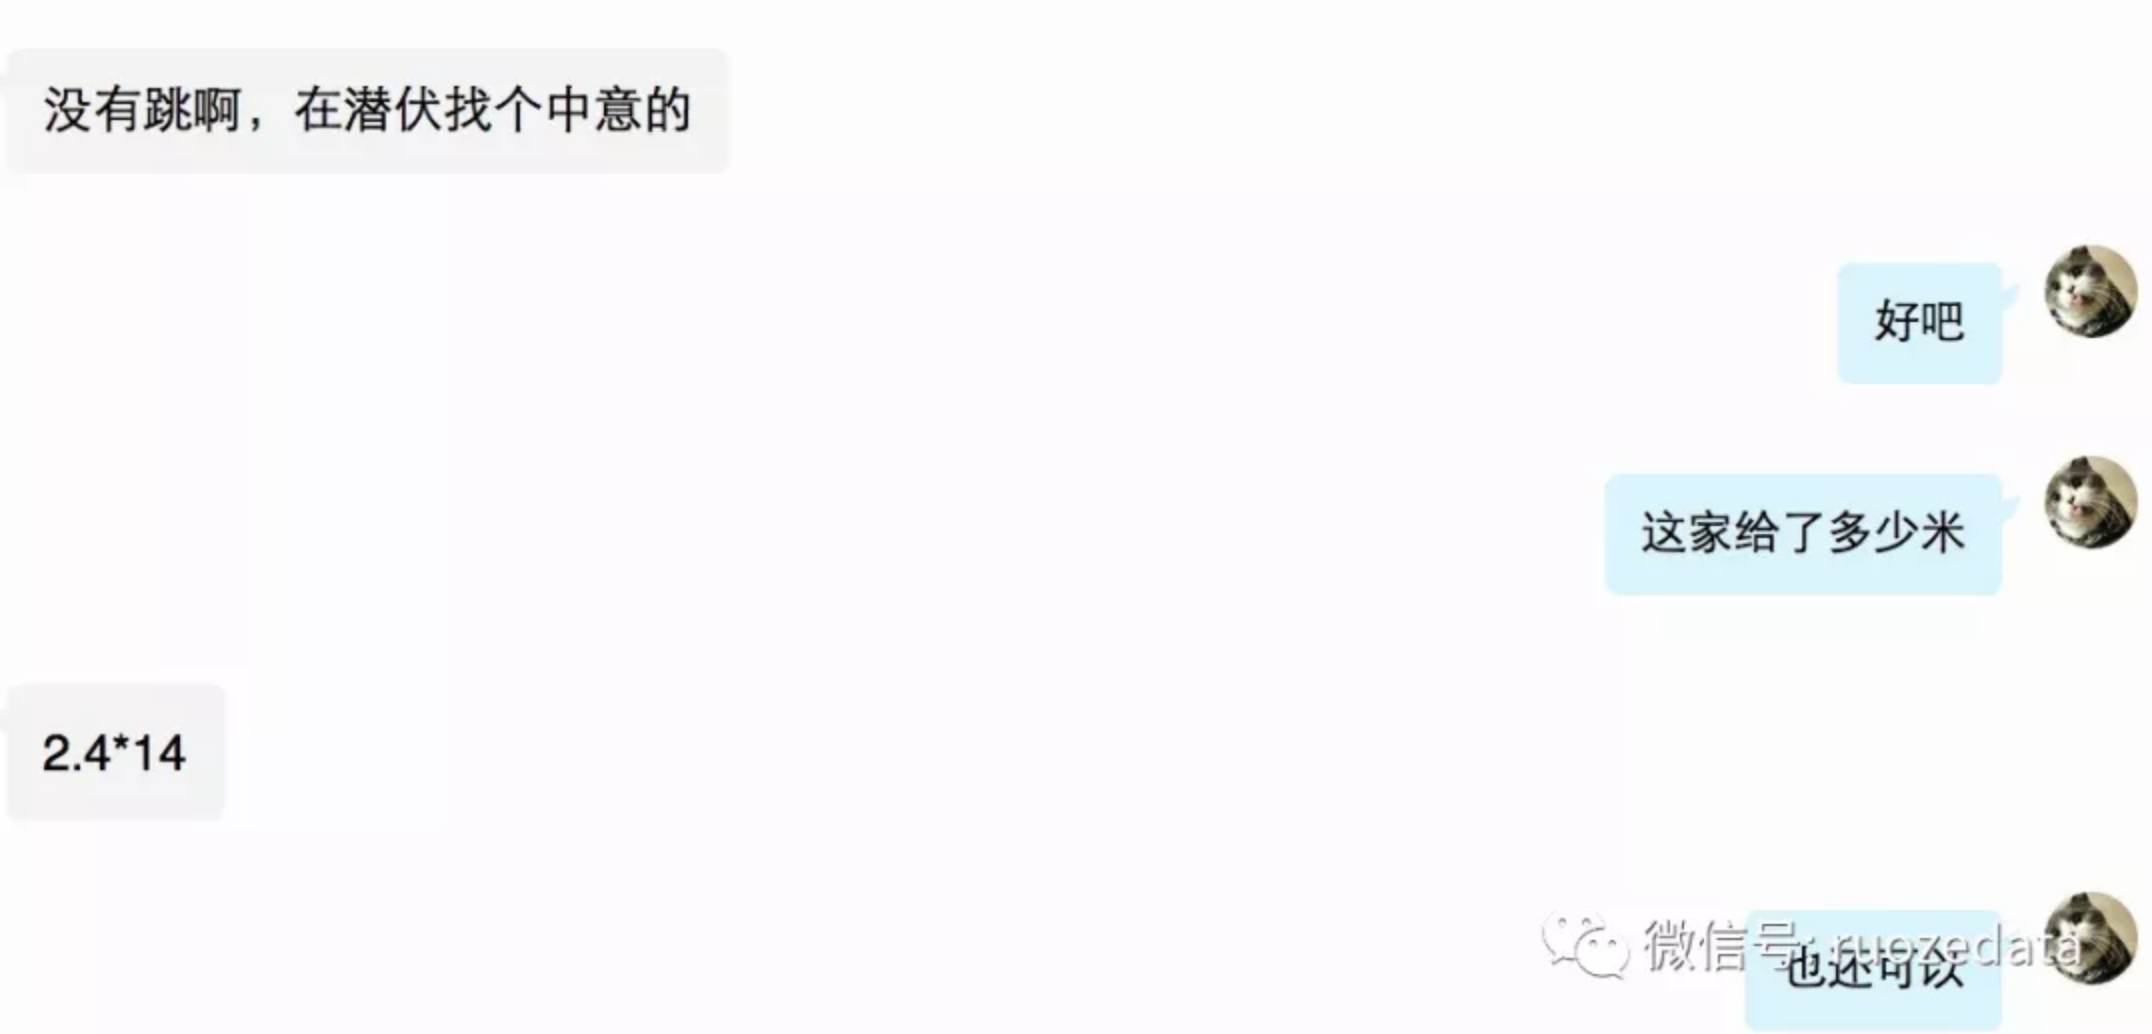 没有跳啊，在潜伏找个中意的
好吧
这家给了多少米
2.4*14
微信号: ruozedata
也还可以